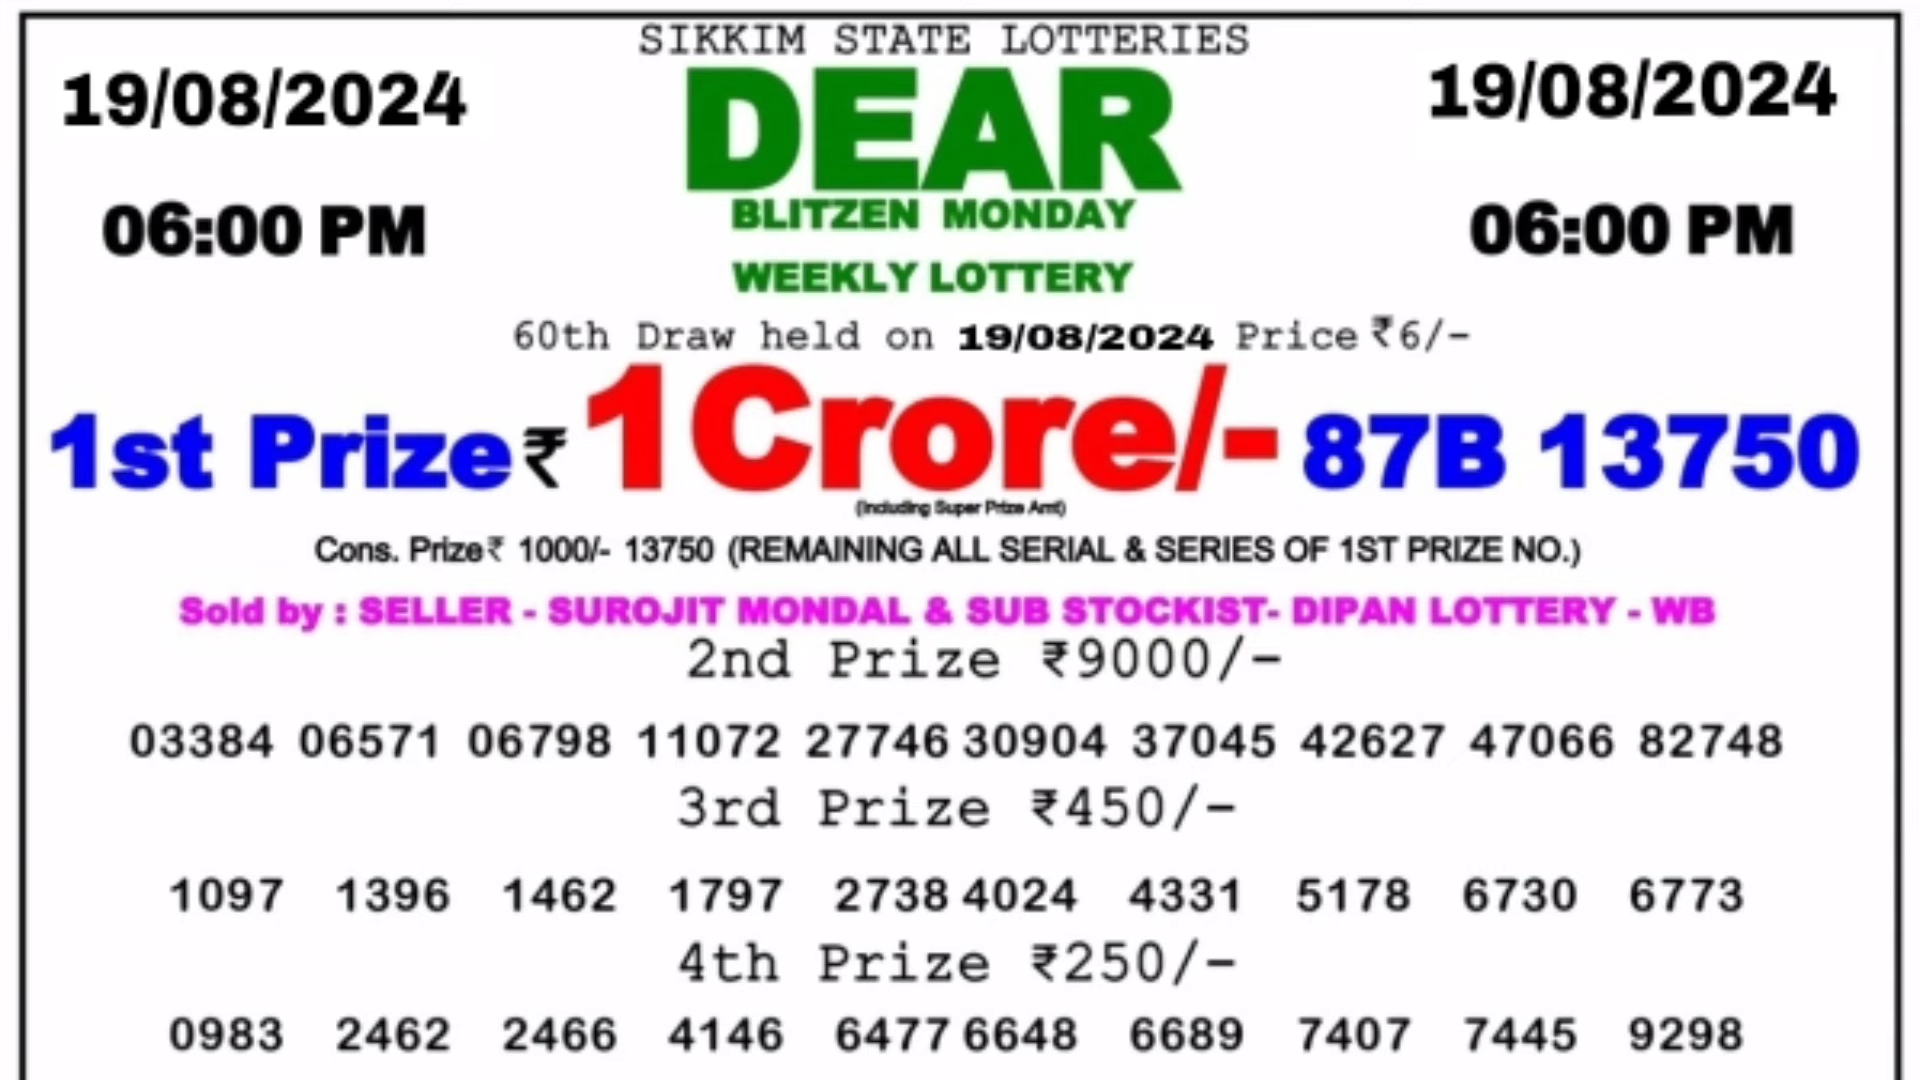 SIKKIM STATE LOTTERIES
19/08/2024 DEAR 19/08/2024
06:00 PM BLITZEN MONDAY 06:00 PM
WEEKLY LOTTERY
60th Draw held on 19/08/2024 Price ₹6/-
1st Prize ₹ 1Crore/- 87B 13750
(Including Super Prize Amt)
Cons. Prize ₹ 1000/- 13750 (REMAINING ALL SERIAL & SERIES OF 1ST PRIZE NO.)
Sold by : SELLER - SUROJIT MONDAL & SUB STOCKIST- DIPAN LOTTERY - WB
2nd Prize ₹9000/-
03384 06571 06798 11072 27746 30904 37045 42627 47066 82748
3rd Prize ₹450/-
1097 1396 1462 1797 2738 4024 4331 5178 6730 6773
4th Prize ₹250/-
0983 2462 2466 4146 6477 6648 6689 7407 7445 9298